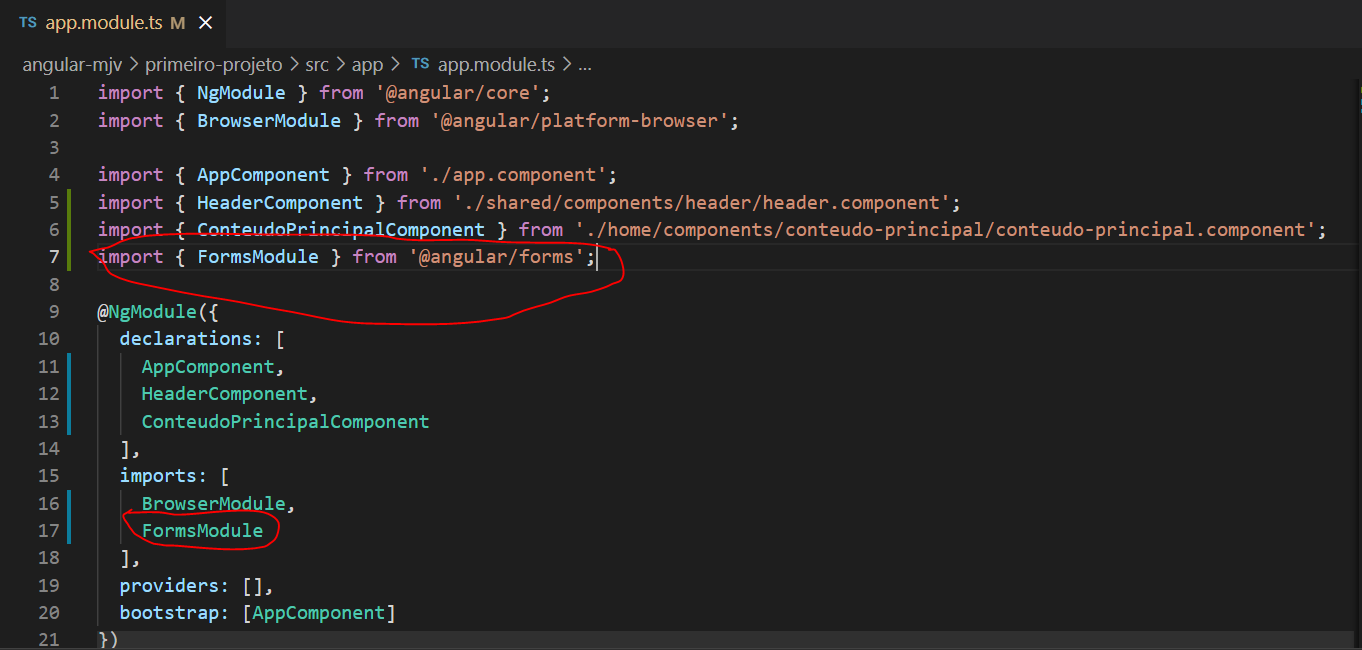 TS app.module.ts M ×
angular-mjv > primeiro-projeto > src > app > TS app.module.ts > ...
1 import { NgModule } from '@angular/core';
2 import { BrowserModule } from '@angular/platform-browser';
3
4 import { AppComponent } from './app.component';
5 import { HeaderComponent } from './shared/components/header/header.component';
6 import { ConteudoPrincipalComponent } from './home/components/conteudo-principal/conteudo-principal.component';
7 import { FormsModule } from '@angular/forms';
8
9 @NgModule({
10 declarations: [
11 AppComponent,
12 HeaderComponent,
13 ConteudoPrincipalComponent
14 ],
15 imports: [
16 BrowserModule,
17 FormsModule
18 ],
19 providers: [],
20 bootstrap: [AppComponent]
21 })